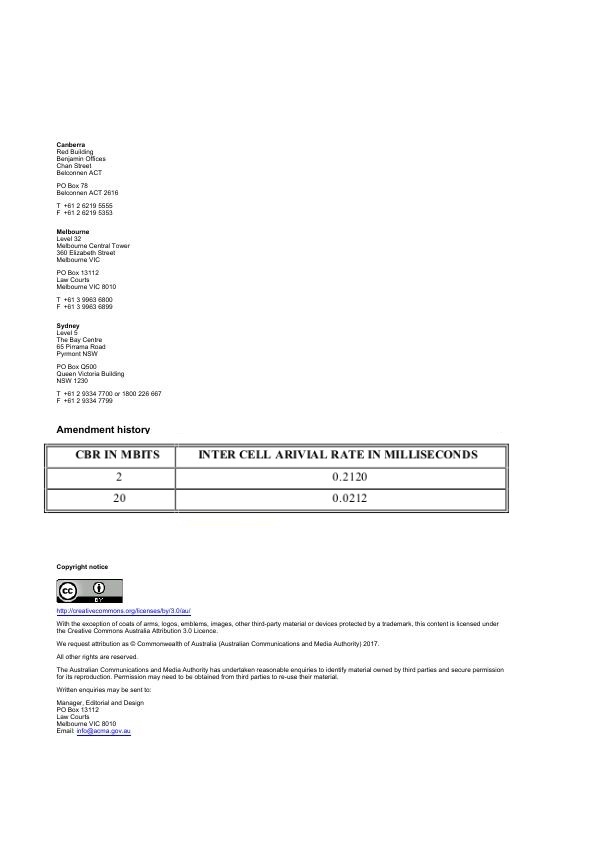 Canberra
Red Building
Benjamin Offices
Chan Street
Belconnen ACT
PO Box 78
Belconnen ACT 2616
T +61 2 6219 5555
F +61 2 6219 5353
Melbourne
Level 32
Melbourne Central Tower
360 Elizabeth Street
Melbourne VIC
PO Box 13112
Law Courts
Melbourne VIC 8010
T +61 3 9963 6800
F +61 3 9963 6899
Sydney
Level 5
The Bay Centre
65 Pirrama Road
Pyrmont NSW
PO Box Q500
Queen Victoria Building
NSW 1230
T +61 2 9334 7700 or 1800 226 667
F +61 2 9334 7799
Amendment history
CBR IN MBITS INTER CELL ARIVIAL RATE IN MILLISECONDS
2 0.2120
20 0.0212
Copyright notice
cc BY
http://creativecommons.org/licenses/by/3.0/au/
With the exception of coats of arms, logos, emblems, images, other third-party material or devices protected by a trademark, this content is licensed under
the Creative Commons Australia Attribution 3.0 Licence.
We request attribution as © Commonwealth of Australia (Australian Communications and Media Authority) 2017.
All other rights are reserved.
The Australian Communications and Media Authority has undertaken reasonable enquiries to identify material owned by third parties and secure permission
for its reproduction. Permission may need to be obtained from third parties to re-use their material.
Written enquiries may be sent to:
Manager, Editorial and Design
PO Box 13112
Law Courts
Melbourne VIC 8010
Email: info@acma.gov.au